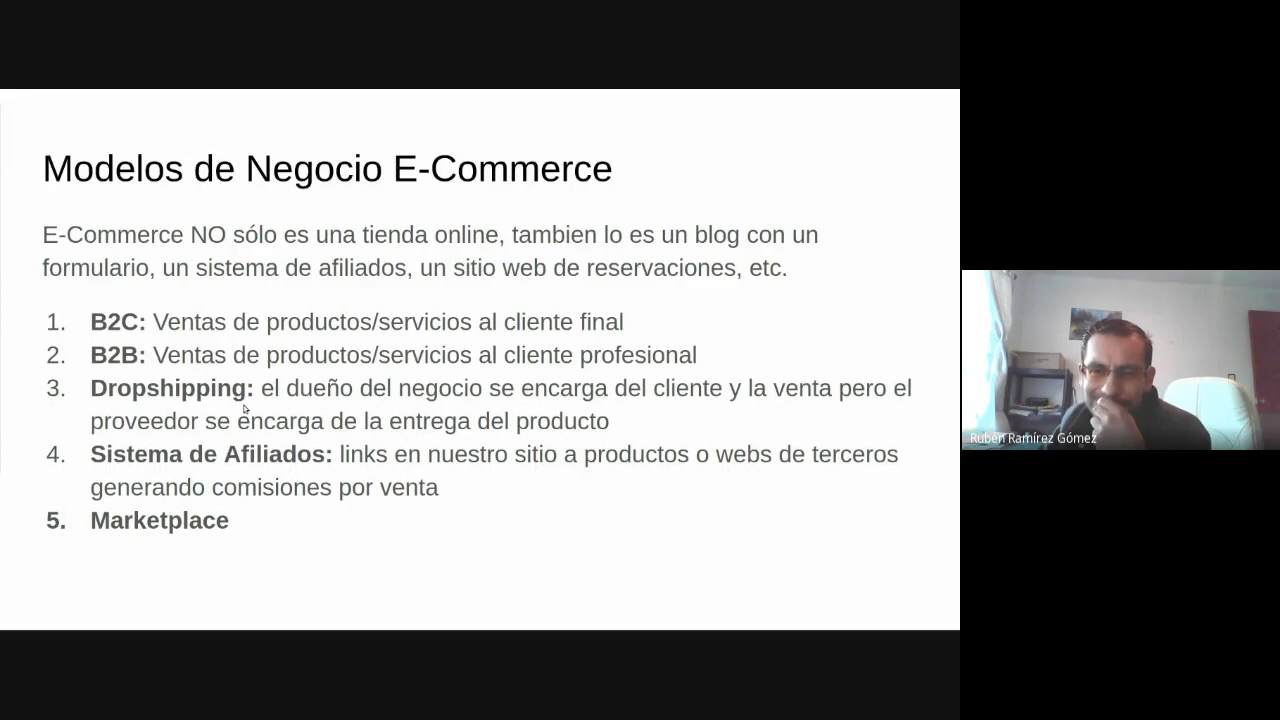 Modelos de Negocio E-Commerce
E-Commerce NO sólo es una tienda online, tambien lo es un blog con un
formulario, un sistema de afiliados, un sitio web de reservaciones, etc.
1. B2C: Ventas de productos/servicios al cliente final
2. B2B: Ventas de productos/servicios al cliente profesional
3. Dropshipping: el dueño del negocio se encarga del cliente y la venta pero el
proveedor se encarga de la entrega del producto
4. Sistema de Afiliados: links en nuestro sitio a productos o webs de terceros
generando comisiones por venta
5. Marketplace
Rubén Ramírez Gómez